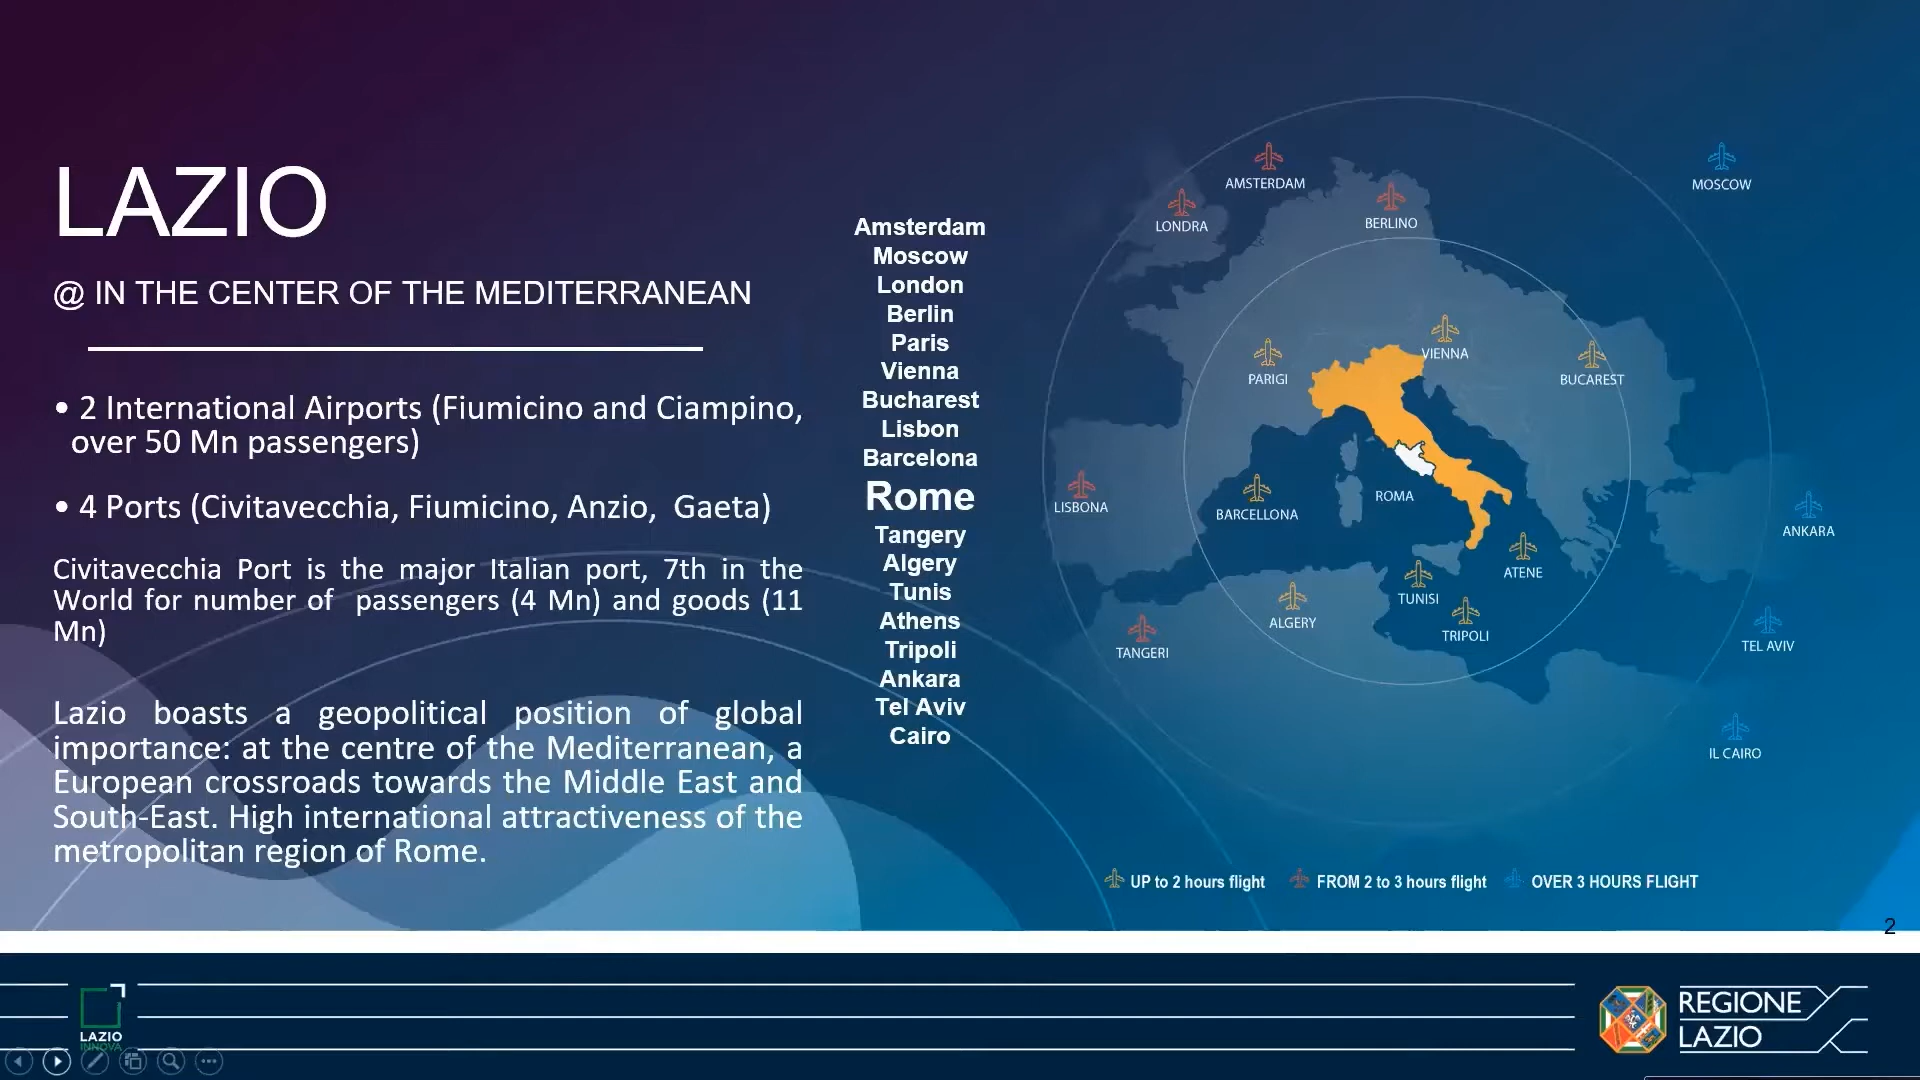 LAZIO
@ IN THE CENTER OF THE MEDITERRANEAN
• 2 International Airports (Fiumicino and Ciampino,
over 50 Mn passengers)
• 4 Ports (Civitavecchia, Fiumicino, Anzio,  Gaeta)
Civitavecchia Port is the major Italian port, 7th in the
World for number of  passengers (4 Mn) and goods (11
Mn)
Lazio boasts a geopolitical position of global
importance: at the centre of the Mediterranean, a
European crossroads towards the Middle East and
South-East. High international attractiveness of the
metropolitan region of Rome.
Amsterdam
Moscow
London
Berlin
Paris
Vienna
Bucharest
Lisbon
Barcelona
Rome
Tangery
Algery
Tunis
Athens
Tripoli
Ankara
Tel Aviv
Cairo
AMSTERDAM
MOSCOW
LONDRA
BERLINO
VIENNA
PARIGI
BUCAREST
ROMA
LISBONA
BARCELLONA
ANKARA
ATENE
TUNISI
ALGERY
TRIPOLI
TANGERI
TEL AVIV
IL CAIRO
UP to 2 hours flight
FROM 2 to 3 hours flight
OVER 3 HOURS FLIGHT
2
LAZIO
INNOVA
REGIONE
LAZIO